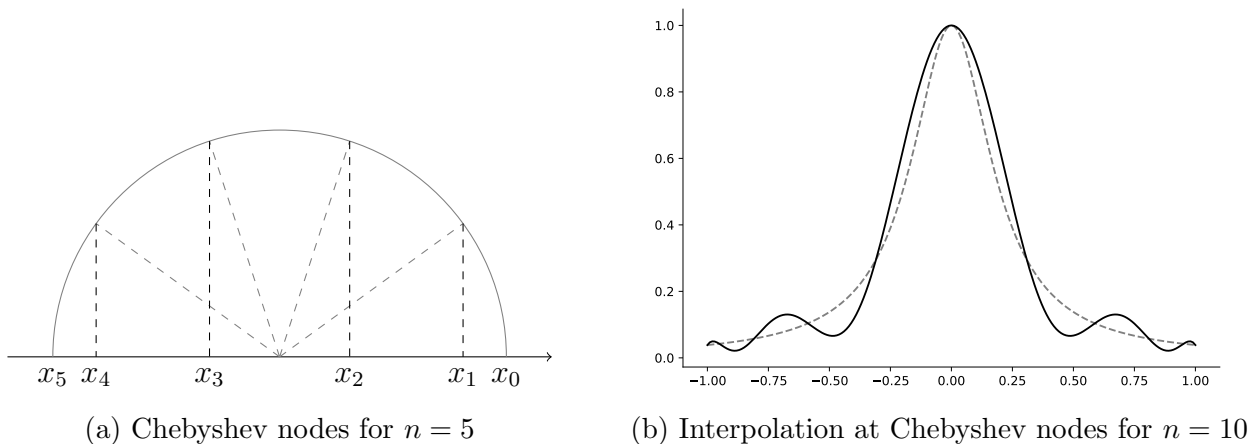 x₅ x₄ x₃ x₂ x₁ x₀
(a) Chebyshev nodes for n = 5
1.0
0.8
0.6
0.4
0.2
0.0
−1.00 −0.75 −0.50 −0.25 0.00 0.25 0.50 0.75 1.00
(b) Interpolation at Chebyshev nodes for n = 10